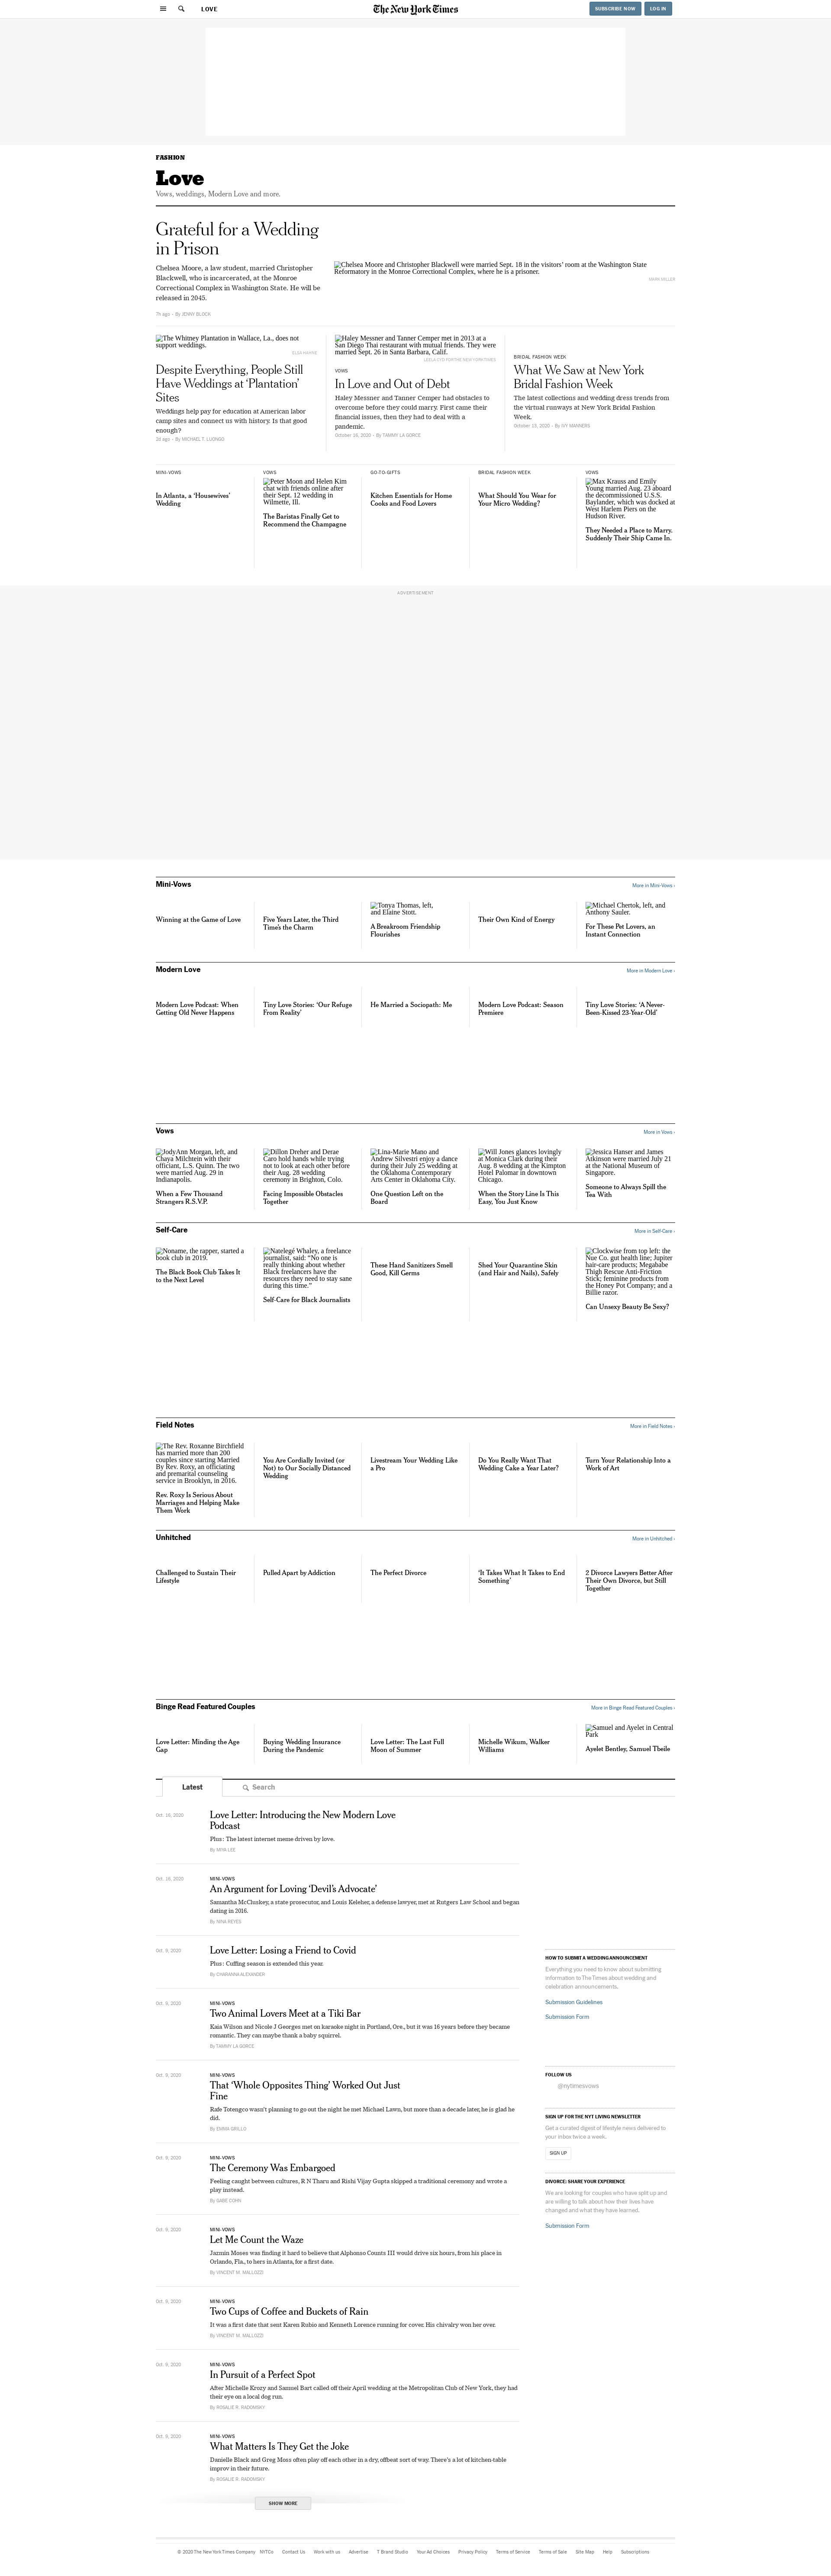 LOVE
The New York Times
SUBSCRIBE NOW
LOG IN
FASHION
Love
Vows, weddings, Modern Love and more.
Grateful for a Wedding
in Prison
Chelsea Moore, a law student, married Christopher
Blackwell, who is incarcerated, at the Monroe
Correctional Complex in Washington State. He will be
released in 2045.
7h ago - By JENNY BLOCK
Chelsea Moore and Christopher Blackwell were married Sept. 18 in the visitors' room at the Washington State
Reformatory in the Monroe Correctional Complex, where he is a prisoner.
The Whitney Plantation in Wallace, La., does not
support weddings.
Despite Everything, People Still
Have Weddings at ‘Plantation’
Sites
Weddings help pay for education at American labor
camp sites and connect us with history. Is that good
enough?
2d ago - By MICHAEL T. LUONGO
Haley Messner and Tanner Cemper met in 2013 at a
San Diego Thai restaurant with mutual friends. They were
married Sept. 26 in Santa Barbara, Calif.
VOWS
In Love and Out of Debt
Haley Messner and Tanner Cemper had obstacles to
overcome before they could marry. First came their
financial issues, then they had to deal with a
pandemic.
October 16, 2020 - By TAMMY LA GORCE
BRIDAL FASHION WEEK
What We Saw at New York
Bridal Fashion Week
The latest collections and wedding dress trends from
the virtual runways at New York Bridal Fashion
Week.
October 13, 2020 - By IVY MANNERS
MINI-VOWS
In Atlanta, a ‘Housewives’
Wedding
VOWS
Peter Moon and Helen Kim
chat with friends online after
their Sept. 12 wedding in
Wilmette, Ill.
The Baristas Finally Get to
Recommend the Champagne
GO-TO-GIFTS
Kitchen Essentials for Home
Cooks and Food Lovers
BRIDAL FASHION WEEK
What Should You Wear for
Your Micro Wedding?
VOWS
Max Krauss and Emily
Young married Aug. 23 aboard
the decommissioned U.S.S.
Baylander, which was docked at
West Harlem Piers on the
Hudson River.
They Needed a Place to Marry.
Suddenly Their Ship Came In.
ADVERTISEMENT
Mini-Vows
More in Mini-Vows ›
Winning at the Game of Love
Five Years Later, the Third
Time’s the Charm
Tonya Thomas, left,
and Elaine Stott.
A Breakroom Friendship
Flourishes
Their Own Kind of Energy
Michael Chertok, left, and
Anthony Sauler.
For These Pet Lovers, an
Instant Connection
Modern Love
More in Modern Love ›
Modern Love Podcast: When
Getting Old Never Happens
Tiny Love Stories: ‘Our Refuge
From Reality’
He Married a Sociopath: Me
Modern Love Podcast: Season
Premiere
Tiny Love Stories: ‘A Never-
Been-Kissed 23-Year-Old’
Vows
More in Vows ›
JodyAnn Morgan, left, and
Chaya Milchtein with their
officiant, L.S. Quinn. The two
were married Aug. 29 in
Indianapolis.
When a Few Thousand
Strangers R.S.V.P.
Dillon Dreher and Derae
Caro hold hands while trying
not to look at each other before
their Aug. 28 wedding
ceremony in Brighton, Colo.
Facing Impossible Obstacles
Together
Lina-Marie Mano and
Andrew Silvestri enjoy a dance
during their July 25 wedding at
the Oklahoma Contemporary
Arts Center in Oklahoma City.
One Question Left on the
Board
Will Jones glances lovingly
at Monica Clark during their
Aug. 8 wedding at the Kimpton
Hotel Palomar in downtown
Chicago.
When the Story Line Is This
Easy, You Just Know
Jessica Hanser and James
Atkinson were married July 21
at the National Museum of
Singapore.
Someone to Always Spill the
Tea With
Self-Care
More in Self-Care ›
Noname, the rapper, started a
book club in 2019.
The Black Book Club Takes It
to the Next Level
Natelegé Whaley, a freelance
journalist, said: “No one is
really thinking about whether
Black freelancers have the
resources they need to stay sane
during this time.”
Self-Care for Black Journalists
These Hand Sanitizers Smell
Good, Kill Germs
Shed Your Quarantine Skin
(and Hair and Nails), Safely
Clockwise from top left: the
Nue Co. gut health line; Jupiter
hair-care products; Megababe
Thigh Rescue Anti-Friction
Stick; feminine products from
the Honey Pot Company; and a
Billie razor.
Can Unsexy Beauty Be Sexy?
Field Notes
More in Field Notes ›
The Rev. Roxanne Birchfield
has married more than 200
couples since starting Married
By Rev. Roxy, an officiating
and premarital counseling
service in Brooklyn, in 2016.
Rev. Roxy Is Serious About
Marriages and Helping Make
Them Work
You Are Cordially Invited (or
Not) to Our Socially Distanced
Wedding
Livestream Your Wedding Like
a Pro
Do You Really Want That
Wedding Cake a Year Later?
Turn Your Relationship Into a
Work of Art
Unhitched
More in Unhitched ›
Challenged to Sustain Their
Lifestyle
Pulled Apart by Addiction
The Perfect Divorce
‘It Takes What It Takes to End
Something’
2 Divorce Lawyers Better After
Their Own Divorce, but Still
Together
Binge Read Featured Couples
More in Binge Read Featured Couples ›
Love Letter: Minding the Age
Gap
Buying Wedding Insurance
During the Pandemic
Love Letter: The Last Full
Moon of Summer
Michelle Wikum, Walker
Williams
Samuel and Ayelet in Central
Park
Ayelet Bentley, Samuel Tbeile
Latest
Search
Oct. 16, 2020
Love Letter: Introducing the New Modern Love
Podcast
Plus: The latest internet meme driven by love.
By MIYA LEE
Oct. 16, 2020
MINI-VOWS
An Argument for Loving ‘Devil’s Advocate’
Samantha McCluskey, a state prosecutor, and Louis Keleher, a defense lawyer, met at Rutgers Law School and began
dating in 2016.
By NINA REYES
Oct. 9, 2020
Love Letter: Losing a Friend to Covid
Plus: Cuffing season is extended this year.
By CHARANNA ALEXANDER
Oct. 9, 2020
MINI-VOWS
Two Animal Lovers Meet at a Tiki Bar
Kaia Wilson and Nicole J Georges met on karaoke night in Portland, Ore., but it was 16 years before they became
romantic. They can maybe thank a baby squirrel.
By TAMMY LA GORCE
Oct. 9, 2020
MINI-VOWS
That ‘Whole Opposites Thing’ Worked Out Just
Fine
Rafe Totengco wasn’t planning to go out the night he met Michael Lawn, but more than a decade later, he is glad he
did.
By EMMA GRILLO
Oct. 9, 2020
MINI-VOWS
The Ceremony Was Embargoed
Feeling caught between cultures, R N Tharu and Rishi Vijay Gupta skipped a traditional ceremony and wrote a
play instead.
By GABE COHN
Oct. 9, 2020
MINI-VOWS
Let Me Count the Waze
Jazmin Moses was finding it hard to believe that Alphonso Counts III would drive six hours, from his place in
Orlando, Fla., to hers in Atlanta, for a first date.
By VINCENT M. MALLOZZI
Oct. 9, 2020
MINI-VOWS
Two Cups of Coffee and Buckets of Rain
It was a first date that sent Karen Rubio and Kenneth Lorence running for cover. His chivalry won her over.
By VINCENT M. MALLOZZI
Oct. 9, 2020
MINI-VOWS
In Pursuit of a Perfect Spot
After Michelle Krozy and Samuel Bart called off their April wedding at the Metropolitan Club of New York, they had
their eye on a local dog run.
By ROSALIE R. RADOMSKY
Oct. 9, 2020
MINI-VOWS
What Matters Is They Get the Joke
Danielle Black and Greg Moss often play off each other in a dry, offbeat sort of way. There’s a lot of kitchen-table
improv in their future.
By ROSALIE R. RADOMSKY
SHOW MORE
HOW TO SUBMIT A WEDDING ANNOUNCEMENT
Everything you need to know about submitting
information to The Times about wedding and
celebration announcements.
Submission Guidelines
Submission Form
FOLLOW US
@nytimesvows
SIGN UP FOR THE NYT LIVING NEWSLETTER
Get a curated digest of lifestyle news delivered to
your inbox twice a week.
SIGN UP
DIVORCE: SHARE YOUR EXPERIENCE
We are looking for couples who have split up and
are willing to talk about how their lives have
changed and what they have learned.
Submission Form
© 2020 The New York Times Company
NYTCo
Contact Us
Work with us
Advertise
T Brand Studio
Your Ad Choices
Privacy Policy
Terms of Service
Terms of Sale
Site Map
Help
Subscriptions